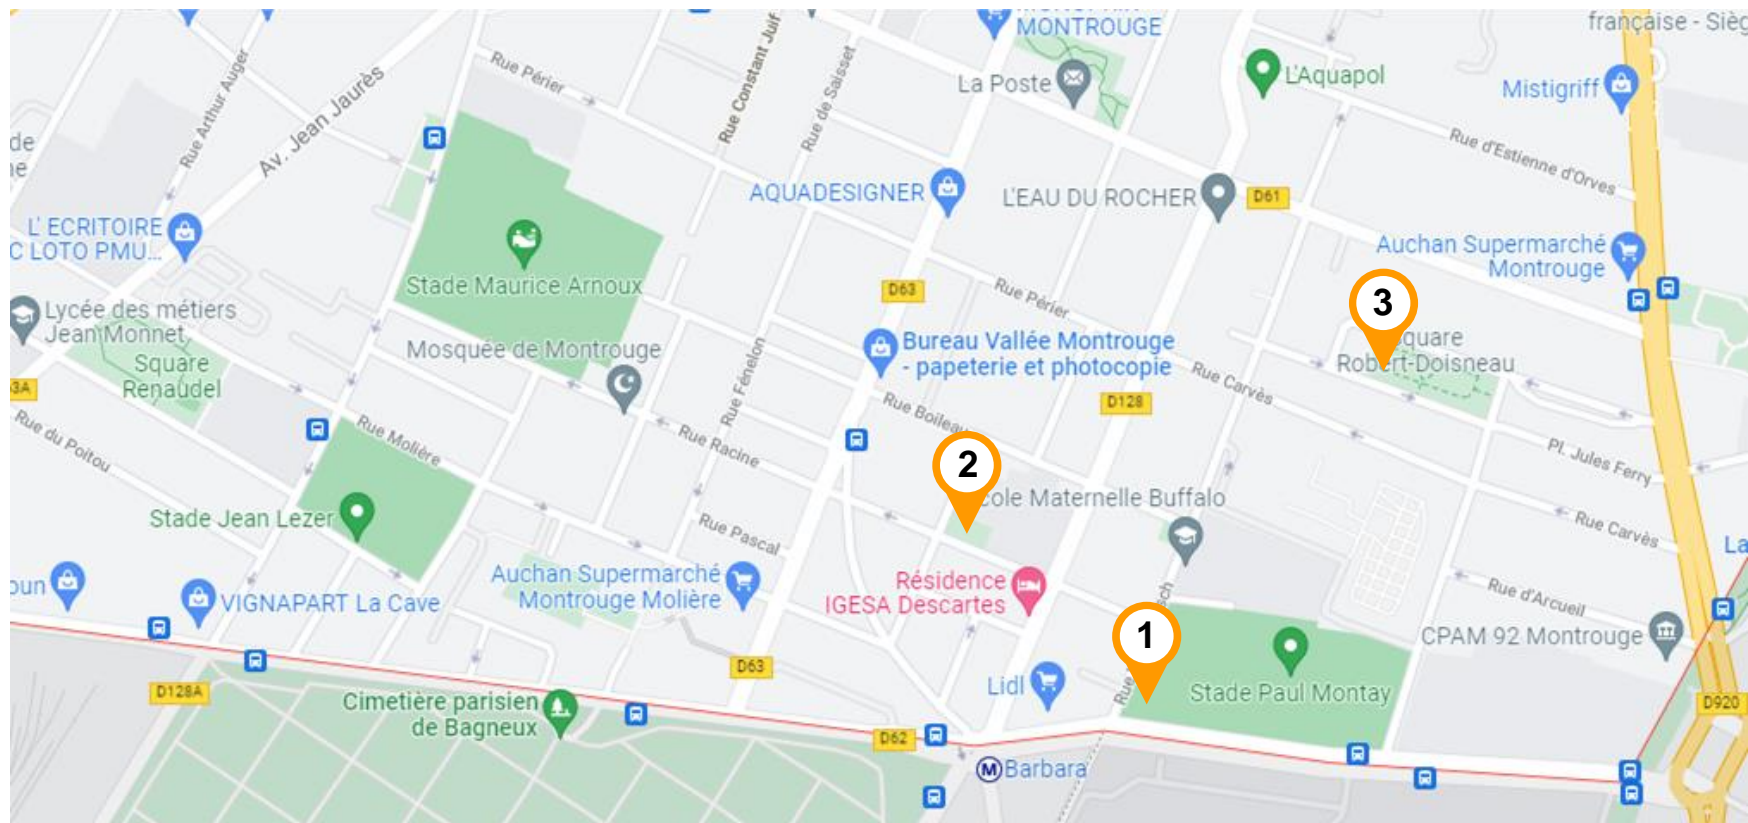 MONTROUGE
française - Sièg
Rue Constant Juif
Rue de Saisset
Rue Périer
Rue Arthur Auger
Av. Jean Jaurès
La Poste
L'Aquapol
Mistigriff
Rue d'Estienne d'Orves
de
AQUADESIGNER
L'EAU DU ROCHER
D61
L' ECRITOIRE
C LOTO PMU...
Stade Maurice Arnoux
Auchan Supermarché
Montrouge
D63
Rue Périer
3
Lycée des métiers
Jean Monnet
Square
Renaudel
Mosquée de Montrouge
Bureau Vallée Montrouge
- papeterie et photocopie
Square
Robert-Doisneau
3A
Rue Fénelon
Rue Carvès
D128
Rue Boileau
Rue du Poitou
Rue Molière
Rue Racine
Pl. Jules Ferry
2
cole Maternelle Buffalo
Stade Jean Lezer
Rue Pascal
Rue Carvès
La
oun
VIGNAPART La Cave
Auchan Supermarché
Montrouge Molière
Résidence
IGESA Descartes
Rue d'Arcueil
sch
Rue
1
CPAM 92 Montrouge
D63
Lidl
Stade Paul Montay
D128A
Cimetière parisien
de Bagneux
D62
D920
M Barbara